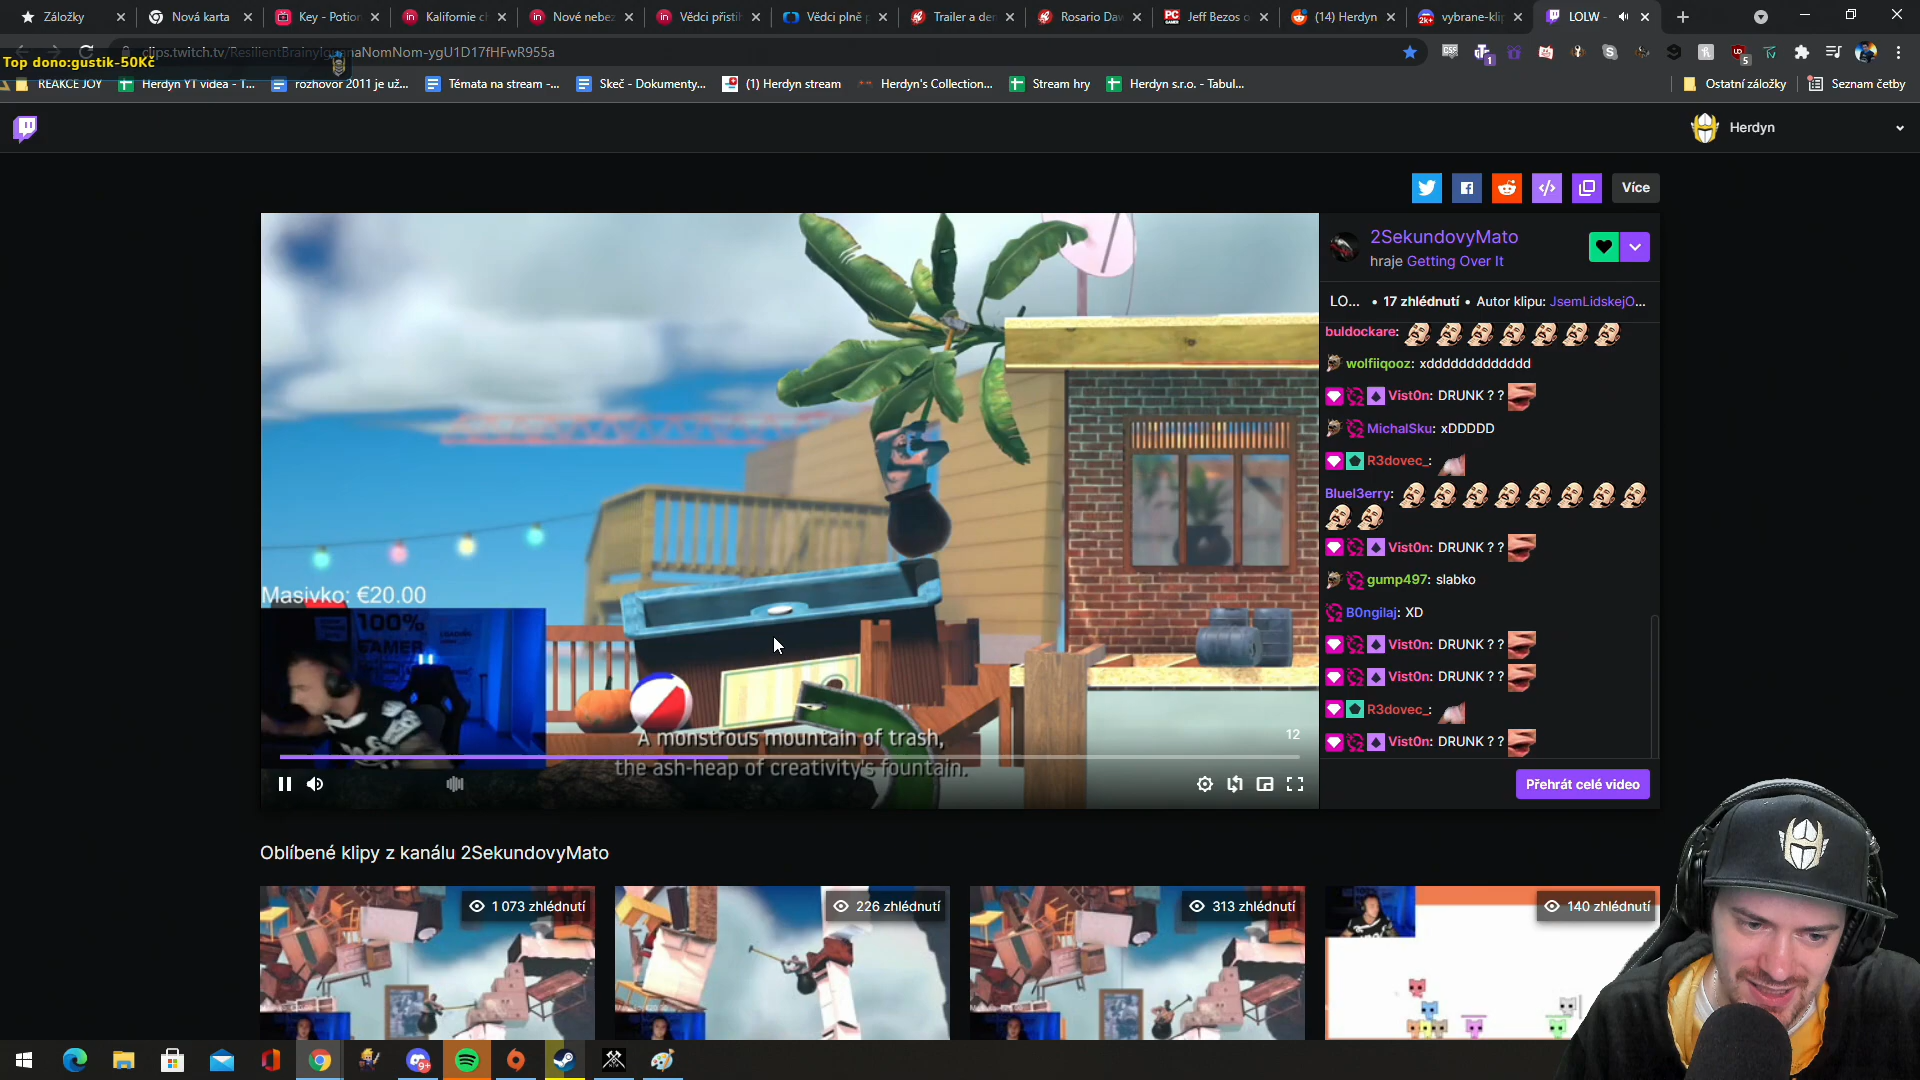 Záložky
Nová karta
Key - Potion
Kalifornie ch
Nové nebez
Vědci přistih
Vědci plně p
Trailer a den
Rosario Daw
Jeff Bezos o
(14) Herdyn
vybrane-klip
LOLW -
Top dono:gustik-50Kč
REAKCE JOY
Herdyn YT videa - T...
rozhovor 2011 je už...
Témata na stream -...
Skeč - Dokumenty...
(1) Herdyn stream
Herdyn's Collection...
Stream hry
Herdyn s.r.o. - Tabul...
Ostatní záložky
Seznam četby
Herdyn
Více
2SekundovyMato
hraje Getting Over It
LO... • 17 zhlédnutí • Autor klipu: JsemLidskejO...
buldockare:
wolfiiqooz: xddddddddddddd
Vist0n: DRUNK ? ?
MichalSku: xDDDDD
R3dovec_:
Bluel3erry:
Vist0n: DRUNK ? ?
gump497: slabko
B0ngilaj: XD
Vist0n: DRUNK ? ?
Vist0n: DRUNK ? ?
R3dovec_:
Vist0n: DRUNK ? ?
Přehrát celé video
Masivko: €20.00
100%
GAMER
A monstrous mountain of trash,
the ash-heap of creativity's fountain.
12
Oblíbené klipy z kanálu 2SekundovyMato
1 073 zhlédnutí
226 zhlédnutí
313 zhlédnutí
140 zhlédnutí